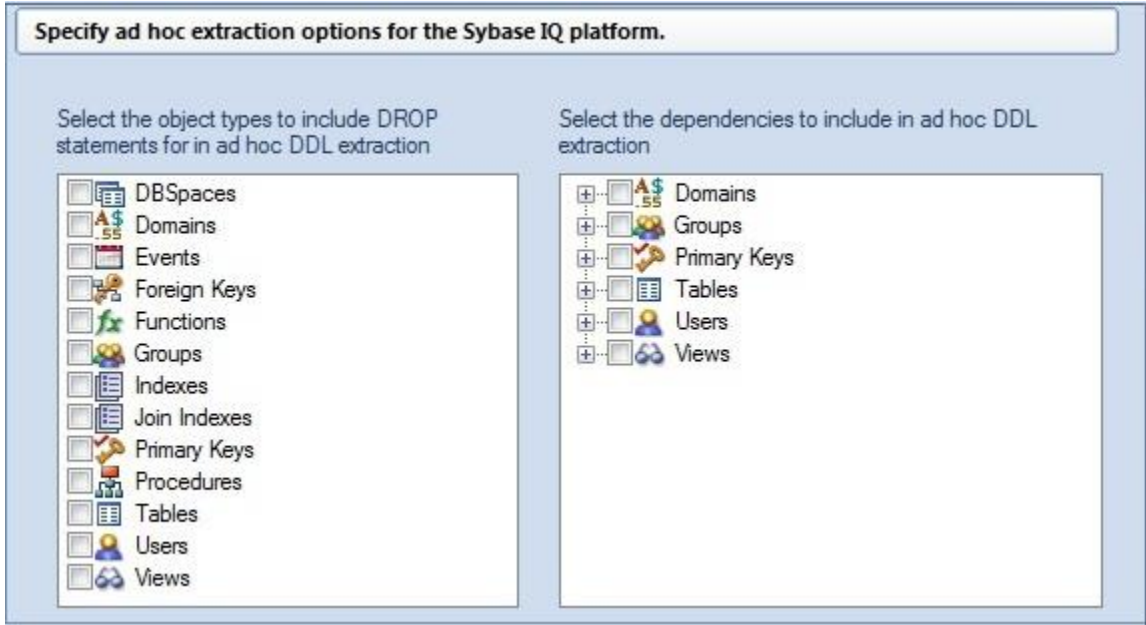 Specify ad hoc extraction options for the Sybase IQ platform.
Select the object types to include DROP
statements for in ad hoc DDL extraction
DBSpaces
Domains
Events
Foreign Keys
Functions
Groups
Indexes
Join Indexes
Primary Keys
Procedures
Tables
Users
Views
Select the dependencies to include in ad hoc DDL
extraction
Domains
Groups
Primary Keys
Tables
Users
Views